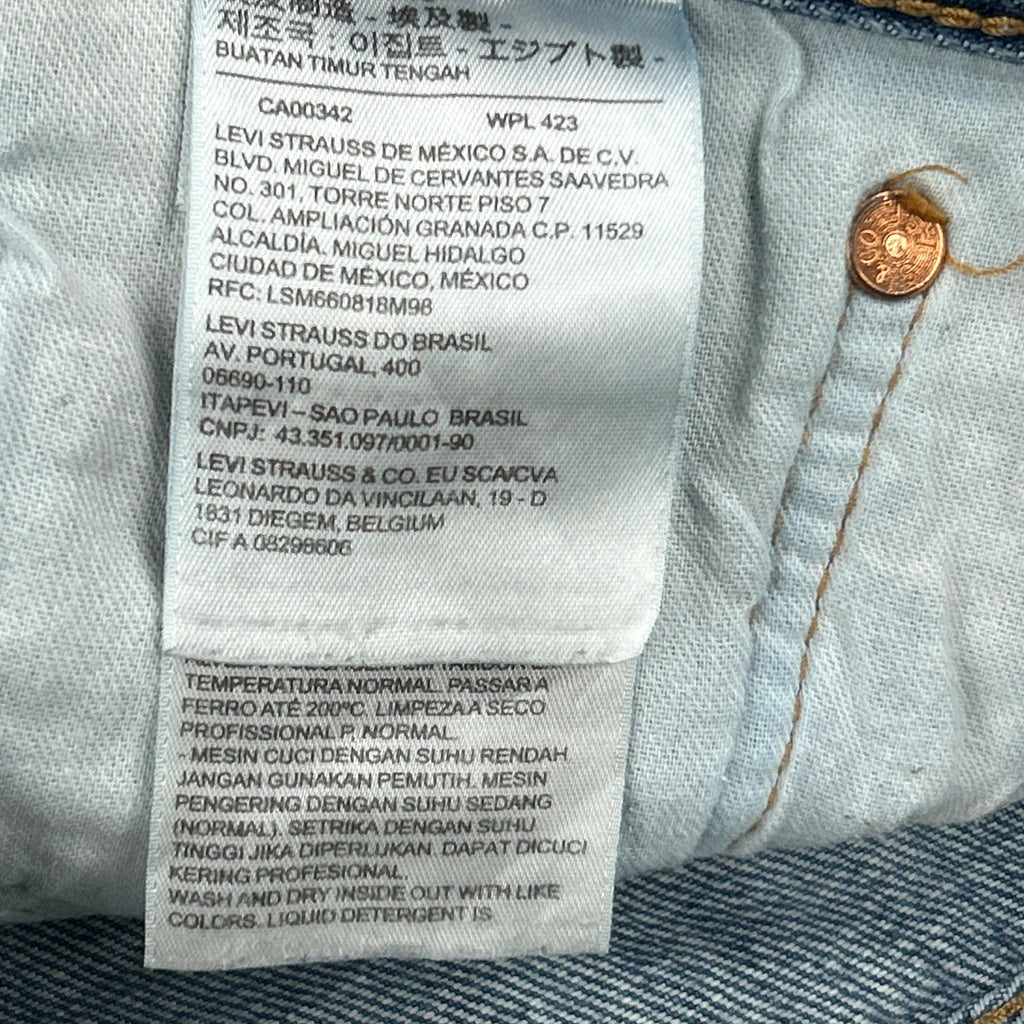 제조국 : 이집트 - エジプト製 -
BUATAN TIMUR TENGAH
CA00342 WPL 423
LEVI STRAUSS DE MÉXICO S.A. DE C.V.
BLVD. MIGUEL DE CERVANTES SAAVEDRA
NO. 301, TORRE NORTE PISO 7
COL. AMPLIACIÓN GRANADA C.P. 11529
ALCALDÍA. MIGUEL HIDALGO
CIUDAD DE MÉXICO, MÉXICO
RFC: LSM660818M98
LEVI STRAUSS DO BRASIL
AV. PORTUGAL, 400
06690-110
ITAPEVI – SAO PAULO BRASIL
CNPJ: 43.351.097/0001-90
LEVI STRAUSS & CO. EU SCA/CVA
LEONARDO DA VINCILAAN, 19 - D
1831 DIEGEM, BELGIUM
CIF A 08298606
TEMPERATURA NORMAL. PASSAR A
FERRO ATÉ 200ºC. LIMPEZA A SECO
PROFISSIONAL P, NORMAL.
- MESIN CUCI DENGAN SUHU RENDAH
JANGAN GUNAKAN PEMUTIH. MESIN
PENGERING DENGAN SUHU SEDANG
(NORMAL). SETRIKA DENGAN SUHU
TINGGI JIKA DIPERLUKAN. DAPAT DICUCI
KERING PROFESIONAL.
WASH AND DRY INSIDE OUT WITH LIKE
COLORS. LIQUID DETERGENT IS